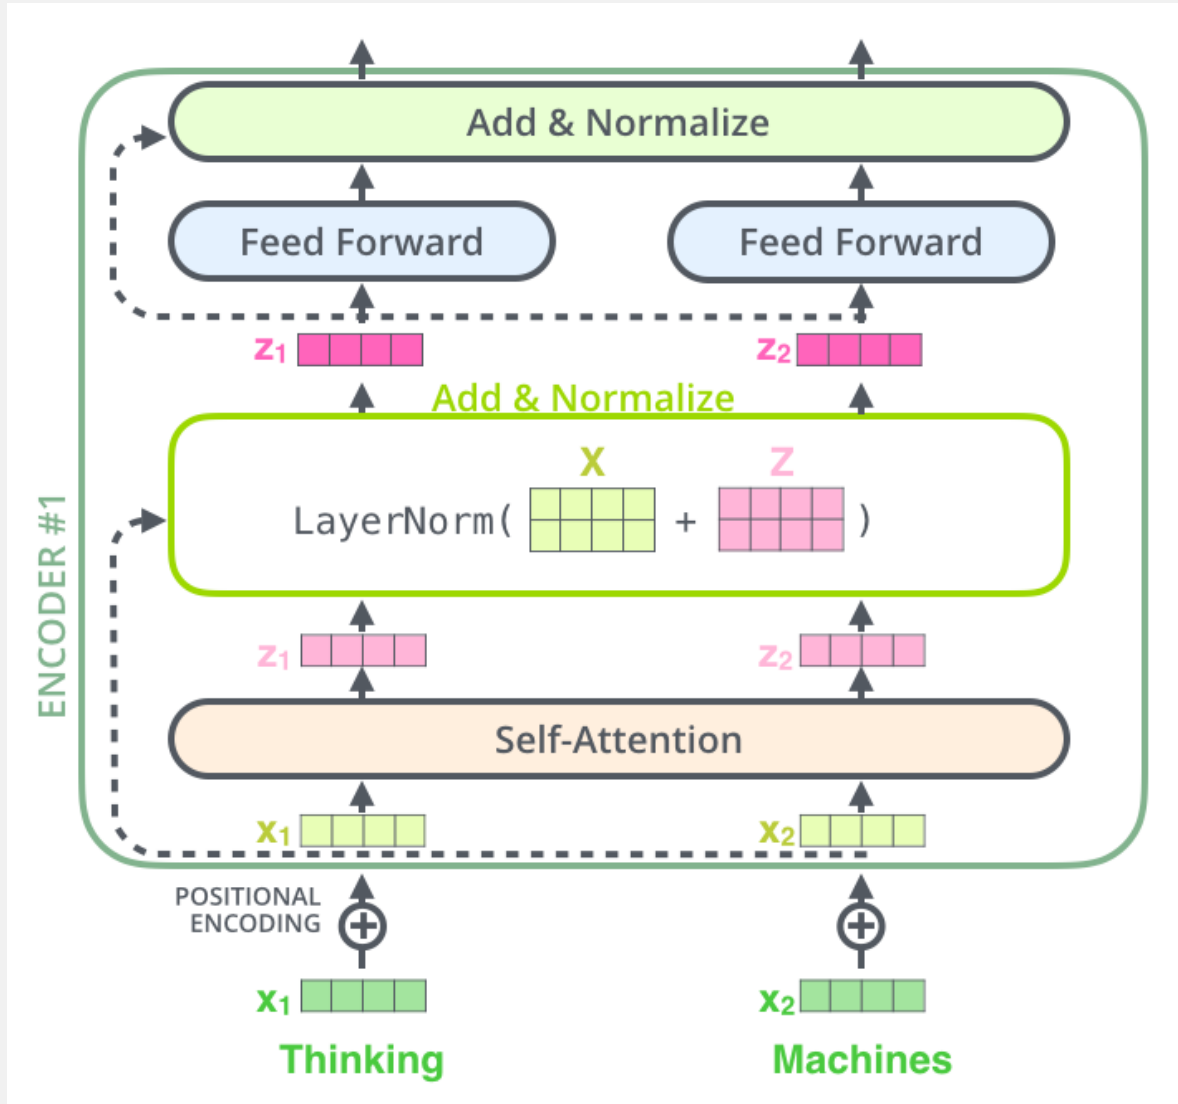 Add & Normalize
Feed Forward Feed Forward
z1 z2
Add & Normalize
X Z
LayerNorm( + )
ENCODER #1
z1 z2
Self-Attention
x1 x2
POSITIONAL
ENCODING
x1 x2
Thinking Machines